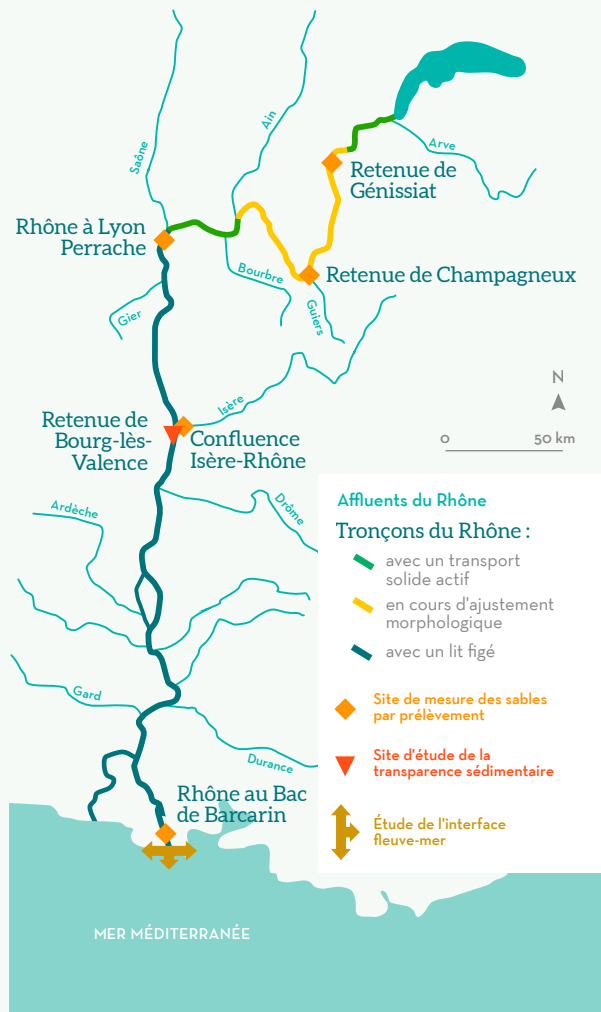 Saône
Ain
Arve
Retenue de
Génissiat
Rhône à Lyon
Perrache
Bourbre
Retenue de Champagneux
Guiers
Gier
Isère
N
0 50 km
Retenue de
Bourg-lès-
Valence
Confluence
Isère-Rhône
Ardèche
Drôme
Affluents du Rhône
Tronçons du Rhône :
avec un transport
solide actif
en cours d'ajustement
morphologique
avec un lit figé
Gard
Site de mesure des sables
par prélèvement
Durance
Site d'étude de la
transparence sédimentaire
Rhône au Bac
de Barcarin
Étude de l'interface
fleuve-mer
MER MÉDITERRANÉE